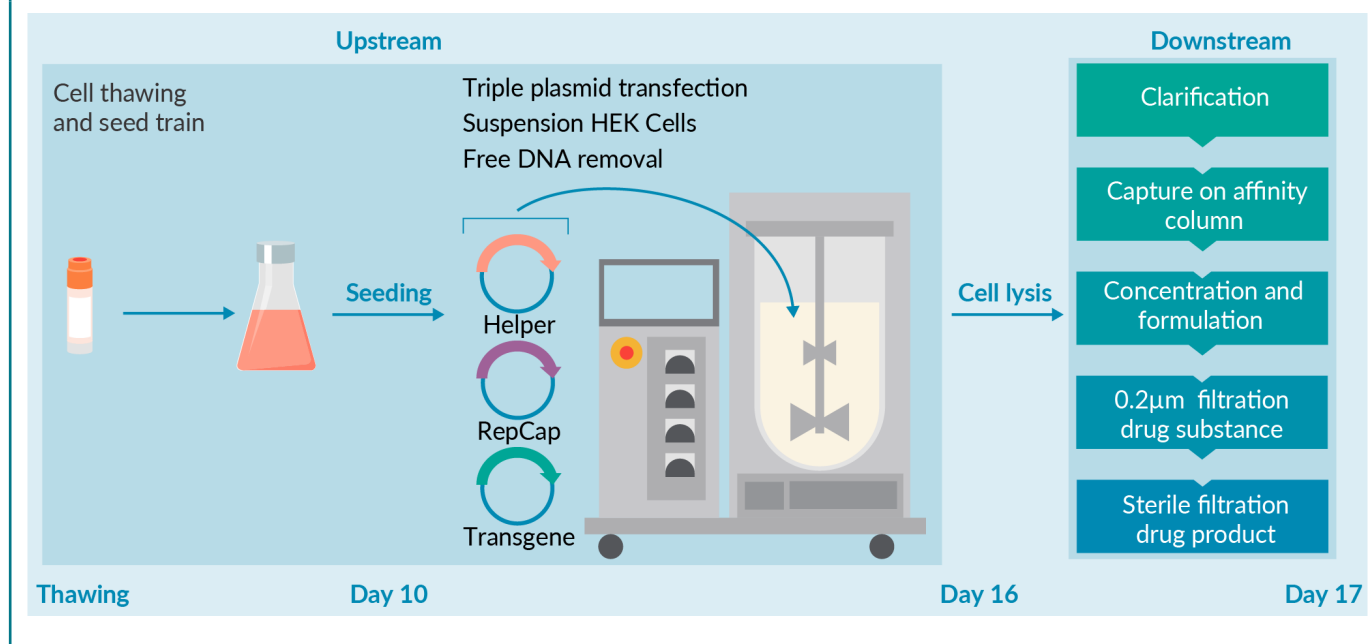 Upstream
Downstream
Cell thawing
and seed train
Triple plasmid transfection
Suspension HEK Cells
Free DNA removal
Seeding
Helper
RepCap
Transgene
Cell lysis
Clarification
Capture on affinity
column
Concentration and
formulation
0.2µm filtration
drug substance
Sterile filtration
drug product
Thawing
Day 10
Day 16
Day 17